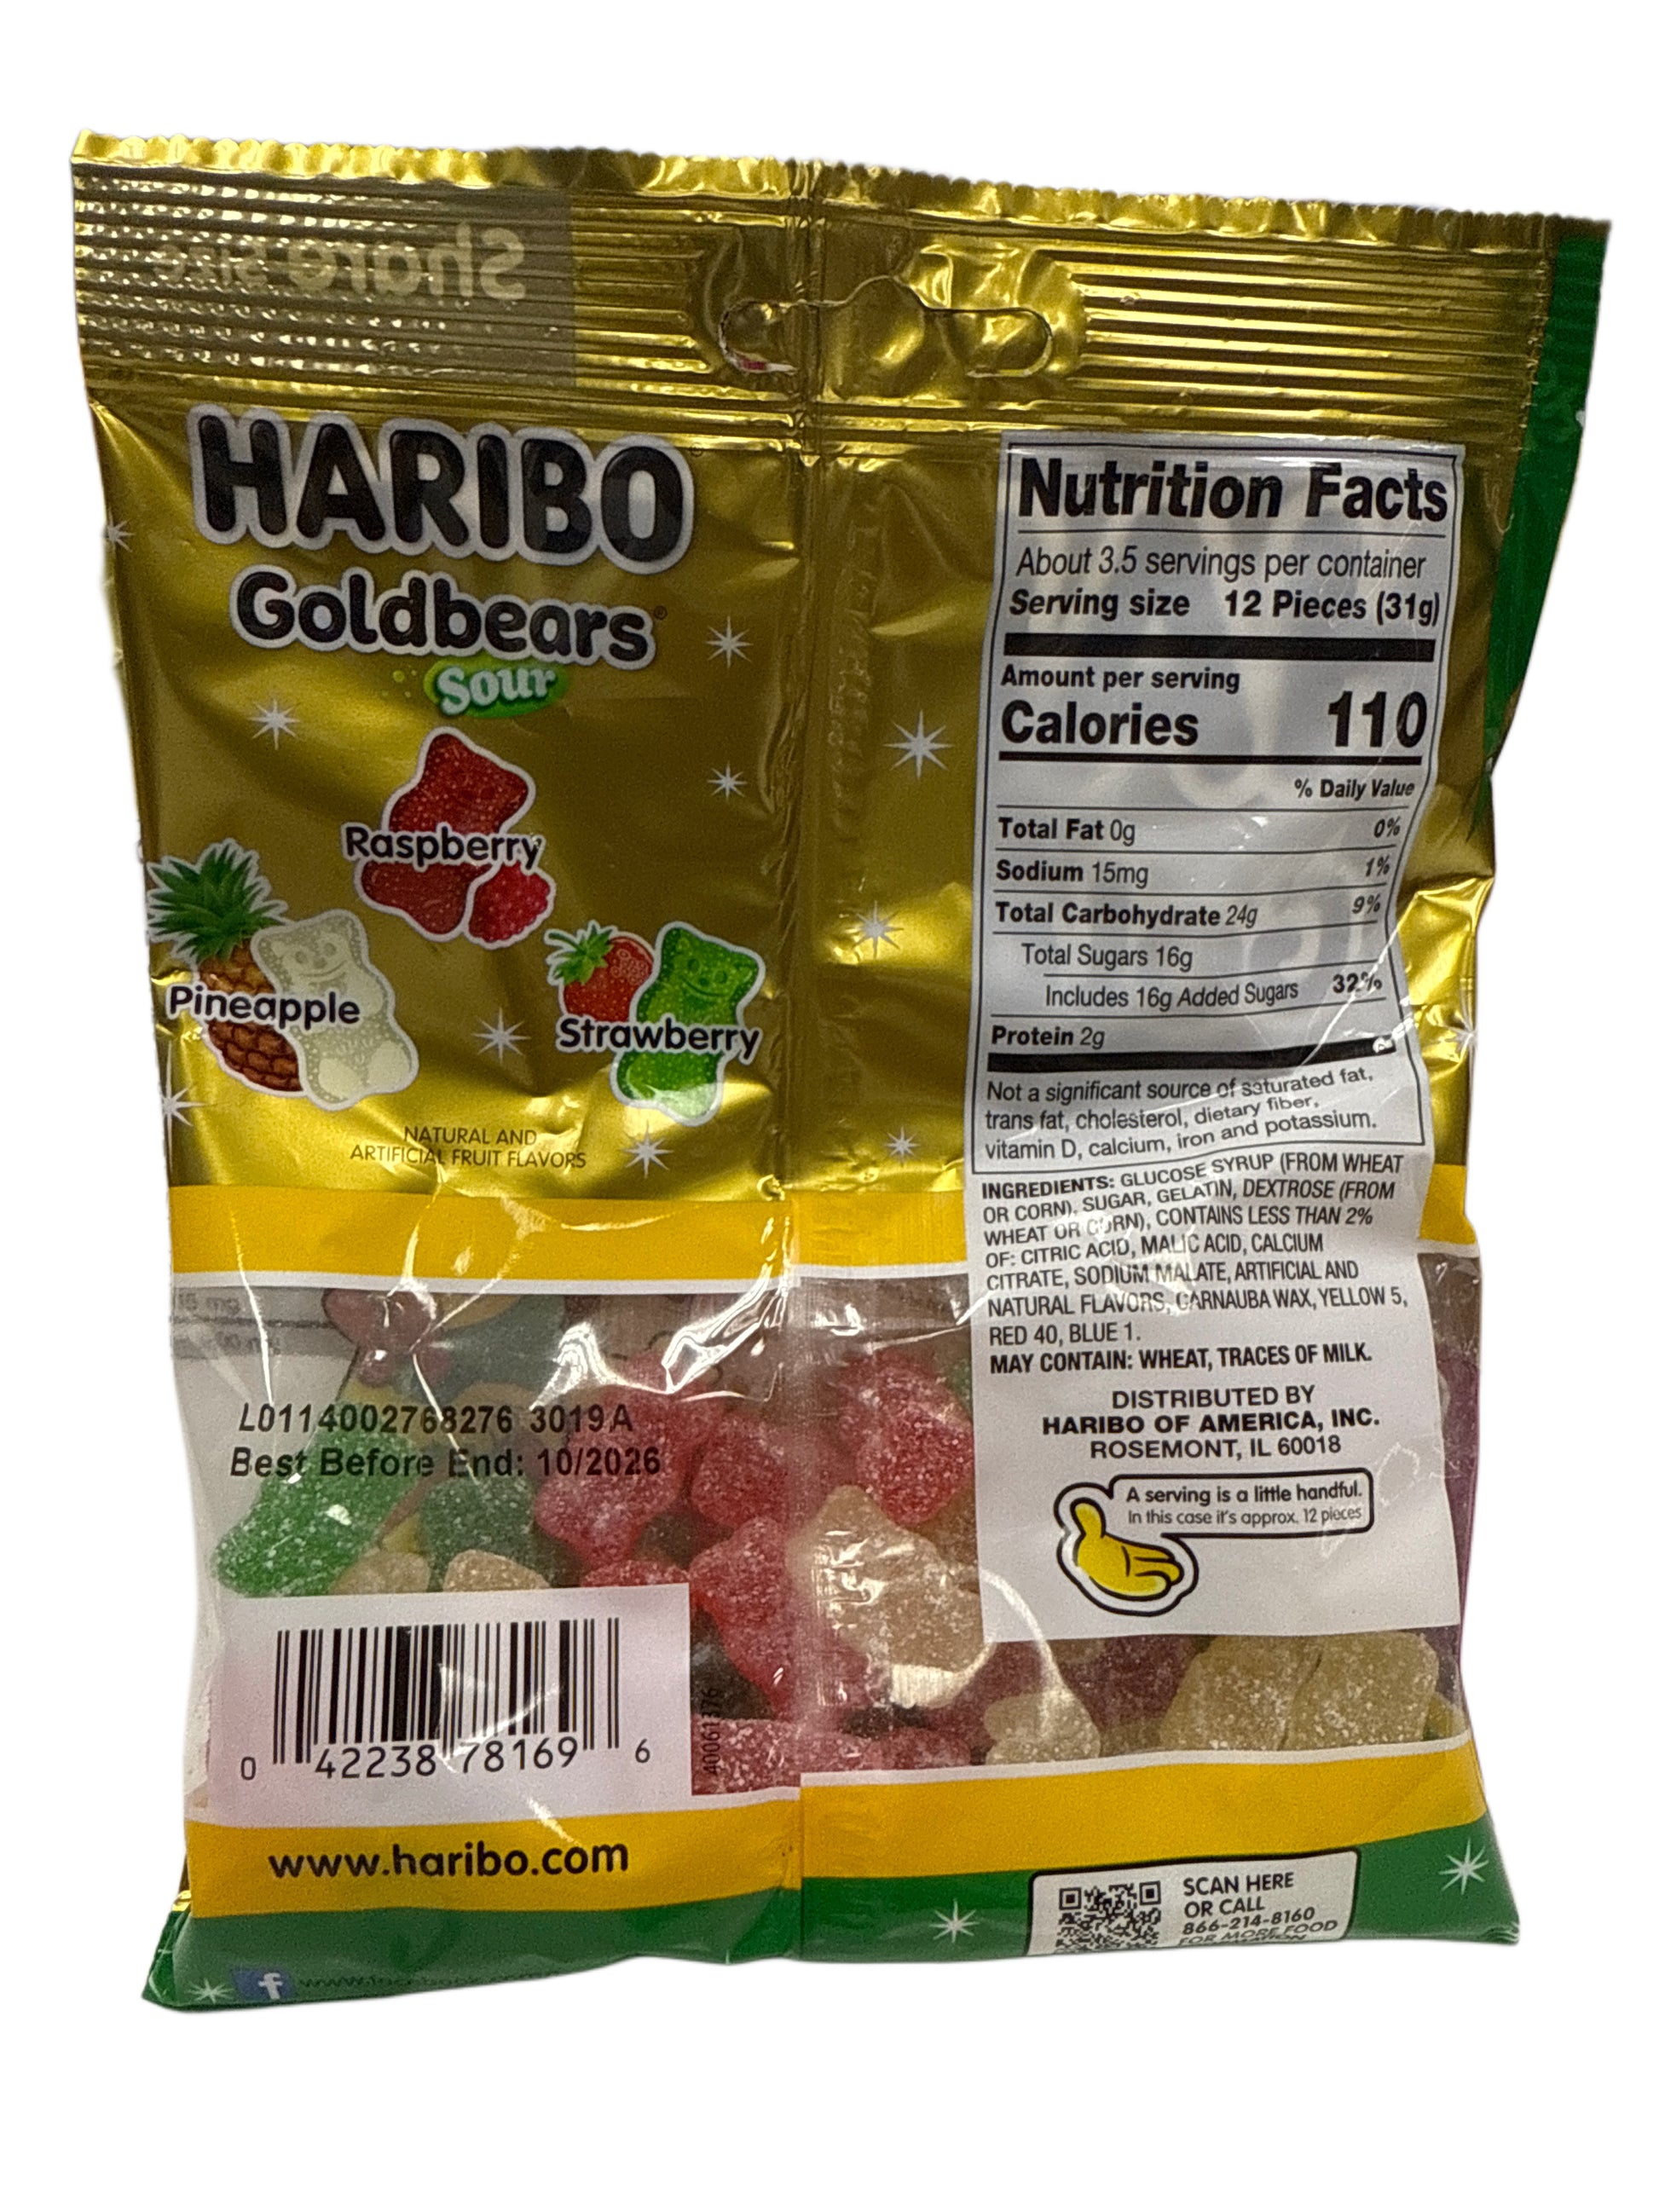 Share Size
HARIBO
Goldbears®
Sour
Raspberry
Pineapple
Strawberry
NATURAL AND
ARTIFICIAL FRUIT FLAVORS
L0114002768276 3019A
Best Before End: 10/2026
0 42238 78169 6
40061376
www.haribo.com
Nutrition Facts
About 3.5 servings per container
Serving size 12 Pieces (31g)
Amount per serving
Calories 110
% Daily Value
Total Fat 0g 0%
Sodium 15mg 1%
Total Carbohydrate 24g 9%
Total Sugars 16g
Includes 16g Added Sugars 32%
Protein 2g
Not a significant source of saturated fat,
trans fat, cholesterol, dietary fiber,
vitamin D, calcium, iron and potassium.
INGREDIENTS: GLUCOSE SYRUP (FROM WHEAT
OR CORN), SUGAR, GELATIN, DEXTROSE (FROM
WHEAT OR CORN), CONTAINS LESS THAN 2%
OF: CITRIC ACID, MALIC ACID, CALCIUM
CITRATE, SODIUM MALATE, ARTIFICIAL AND
NATURAL FLAVORS, CARNAUBA WAX, YELLOW 5,
RED 40, BLUE 1.
MAY CONTAIN: WHEAT, TRACES OF MILK.
DISTRIBUTED BY
HARIBO OF AMERICA, INC.
ROSEMONT, IL 60018
A serving is a little handful.
In this case it's approx. 12 pieces
SCAN HERE
OR CALL
866-214-8160
FOR MORE FOOD
f